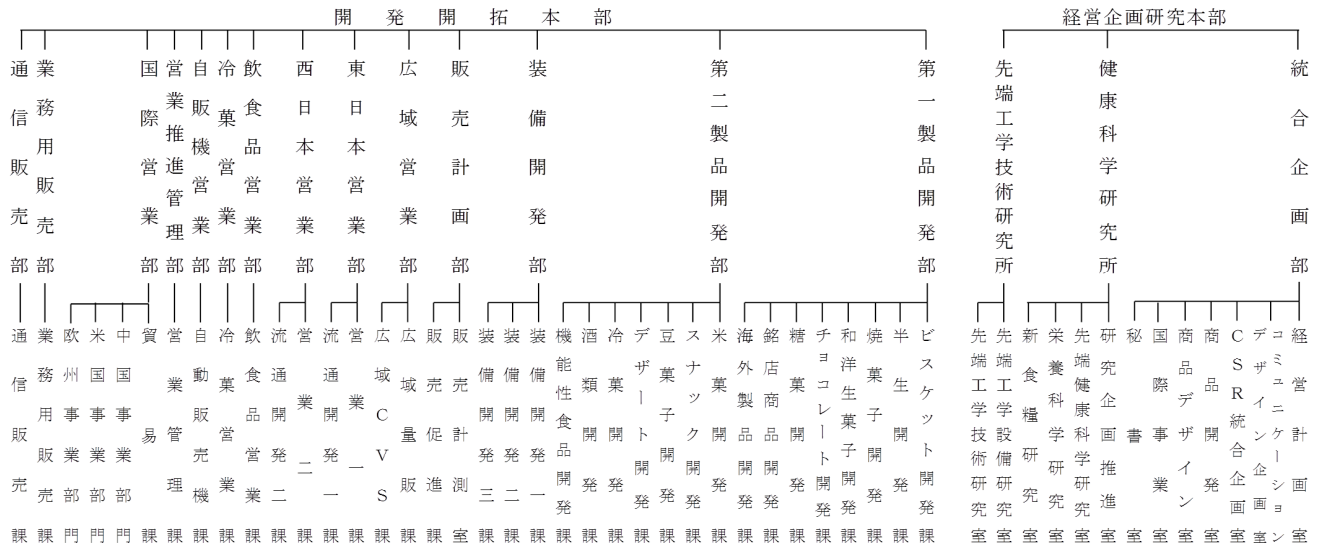 経営企画研究本部
統合企画部
経営計画室
コミュニケーションデザイン企画室
CSR統合企画室
商品開発室
商品デザイン室
国際事業室
秘書室
健康科学研究所
研究企画推進室
先端健康科学研究室
栄養科学研究室
新食糧研究室
先端工学技術研究所
先端工学設備研究室
先端工学技術研究室
開発開拓本部
第一製品開発部
ビスケット開発課
半生開発課
焼菓子開発課
和洋生菓子開発課
チョコレート開発課
糖菓開発課
銘店商品開発課
海外製品開発課
第二製品開発部
米菓開発課
スナック開発課
豆菓子開発課
デザート開発課
冷菓開発課
酒類開発課
機能性食品開発課
装備開発部
装備開発一課
装備開発二課
装備開発三課
販売計画部
販売計測室
販売促進課
広域営業部
広域量販課
広域CVS課
東日本営業部
営業一課
流通開発一課
西日本営業部
営業二課
流通開発二課
飲食品営業部
飲食品営業課
冷菓営業部
冷菓営業課
自販機営業部
自動販売機課
営業推進管理部
営業管理課
国際営業部
貿易課
中国事業部門
米国事業部門
欧州事業部門
業務用販売部
業務用販売課
通信販売部
通信販売課